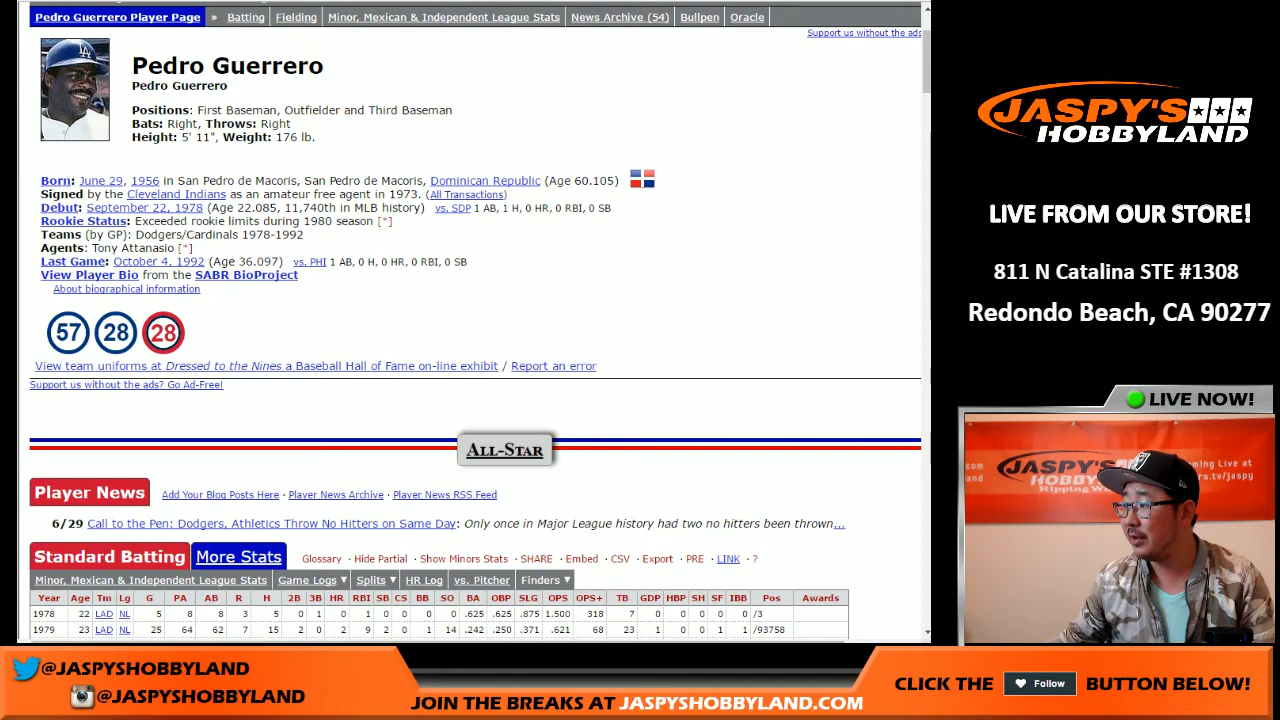 Pedro Guerrero Player Page » Batting Fielding Minor, Mexican & Independent League Stats News Archive (54) Bullpen Oracle
Support us without the ads
Pedro Guerrero
Pedro Guerrero
Positions: First Baseman, Outfielder and Third Baseman
Bats: Right, Throws: Right
Height: 5' 11", Weight: 176 lb.
Born: June 29, 1956 in San Pedro de Macoris, San Pedro de Macoris, Dominican Republic (Age 60.105)
Signed by the Cleveland Indians as an amateur free agent in 1973. (All Transactions)
Debut: September 22, 1978 (Age 22.085, 11,740th in MLB history) vs. SDP 1 AB, 1 H, 0 HR, 0 RBI, 0 SB
Rookie Status: Exceeded rookie limits during 1980 season [*]
Teams (by GP): Dodgers/Cardinals 1978-1992
Agents: Tony Attanasio [*]
Last Game: October 4, 1992 (Age 36.097) vs. PHI 1 AB, 0 H, 0 HR, 0 RBI, 0 SB
View Player Bio from the SABR BioProject
About biographical information
57 28 28
View team uniforms at Dressed to the Nines a Baseball Hall of Fame on-line exhibit / Report an error
Support us without the ads? Go Ad-Free!
ALL-STAR
Player News Add Your Blog Posts Here · Player News Archive · Player News RSS Feed
6/29 Call to the Pen: Dodgers, Athletics Throw No Hitters on Same Day: Only once in Major League history had two no hitters been thrown...
Standard Batting More Stats Glossary · Hide Partial · Show Minors Stats · SHARE · Embed · CSV · Export · PRE · LINK · ?
Minor, Mexican & Independent League Stats Game Logs ▼ Splits ▼ HR Log vs. Pitcher Finders ▼
Year Age Tm Lg G PA AB R H 2B 3B HR RBI SB CS BB SO BA OBP SLG OPS OPS+ TB GDP HBP SH SF IBB Pos Awards
1978 22 LAD NL 5 8 8 3 5 0 1 0 1 0 0 0 0 .625 .625 .875 1.500 318 7 0 0 0 0 0 /3
1979 23 LAD NL 25 64 62 7 15 2 0 2 9 2 0 1 14 .242 .250 .371 .621 68 23 1 0 0 1 1 /93758
JASPY'S
HOBBYLAND
LIVE FROM OUR STORE!
811 N Catalina STE #1308
Redondo Beach, CA 90277
LIVE NOW!
JASPY'S
@JASPYSHOBBYLAND
@JASPYSHOBBYLAND
JOIN THE BREAKS AT JASPYSHOBBYLAND.COM
CLICK THE Follow BUTTON BELOW!